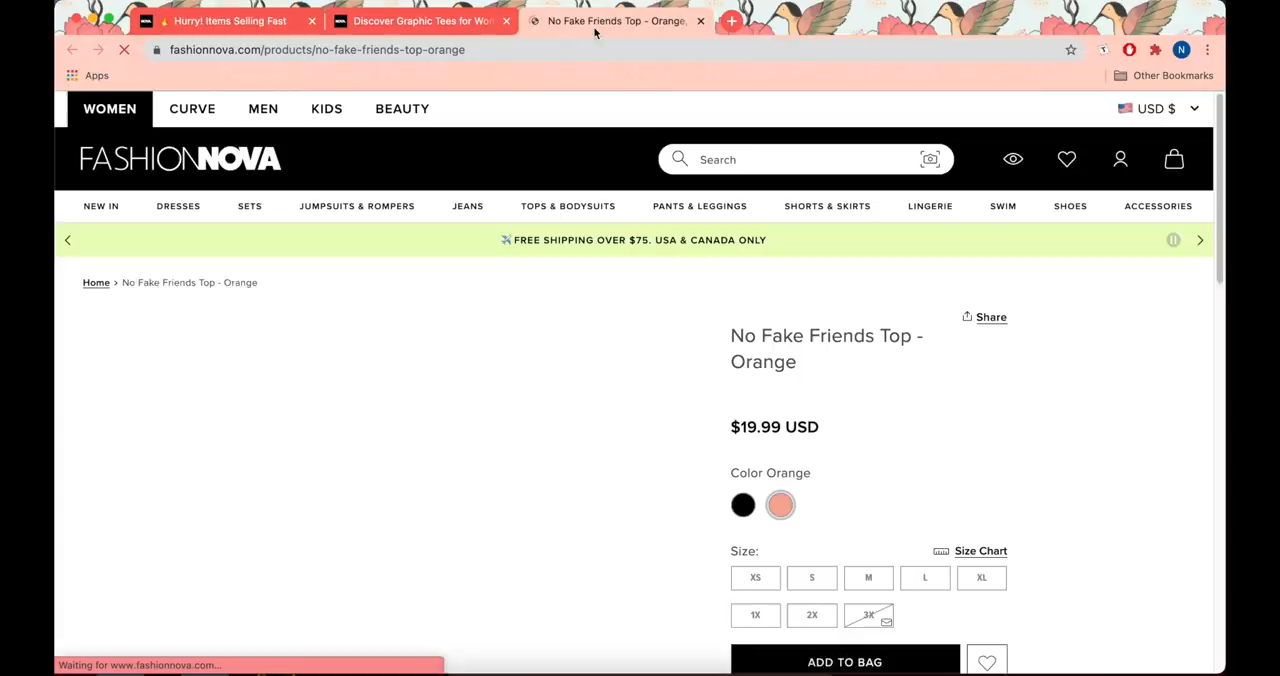 Hurry! Items Selling Fast
Discover Graphic Tees for Wom
No Fake Friends Top - Orange,
fashionnova.com/products/no-fake-friends-top-orange
N
Apps
Other Bookmarks
WOMEN
CURVE
MEN
KIDS
BEAUTY
USD $
FASHIONNOVA
Search
NEW IN
DRESSES
SETS
JUMPSUITS & ROMPERS
JEANS
TOPS & BODYSUITS
PANTS & LEGGINGS
SHORTS & SKIRTS
LINGERIE
SWIM
SHOES
ACCESSORIES
FREE SHIPPING OVER $75. USA & CANADA ONLY
Home > No Fake Friends Top - Orange
Share
No Fake Friends Top -
Orange
$19.99 USD
Color Orange
Size:
Size Chart
XS
S
M
L
XL
1X
2X
3X
ADD TO BAG
Waiting for www.fashionnova.com...